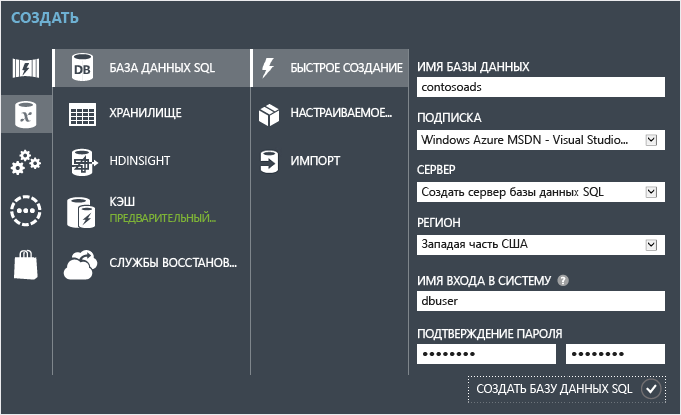 СОЗДАТЬ
DB
БАЗА ДАННЫХ SQL
x
ХРАНИЛИЩЕ
HDINSIGHT
КЭШ
ПРЕДВАРИТЕЛЬНЫЙ...
СЛУЖБЫ ВОССТАНОВ...
БЫСТРОЕ СОЗДАНИЕ
НАСТРАИВАЕМОЕ...
ИМПОРТ
ИМЯ БАЗЫ ДАННЫХ
contosoads
ПОДПИСКА
Windows Azure MSDN - Visual Studio...
СЕРВЕР
Создать сервер базы данных SQL
РЕГИОН
Западая часть США
ИМЯ ВХОДА В СИСТЕМУ ?
dbuser
ПОДТВЕРЖДЕНИЕ ПАРОЛЯ
•••••••• ••••••••
СОЗДАТЬ БАЗУ ДАННЫХ SQL